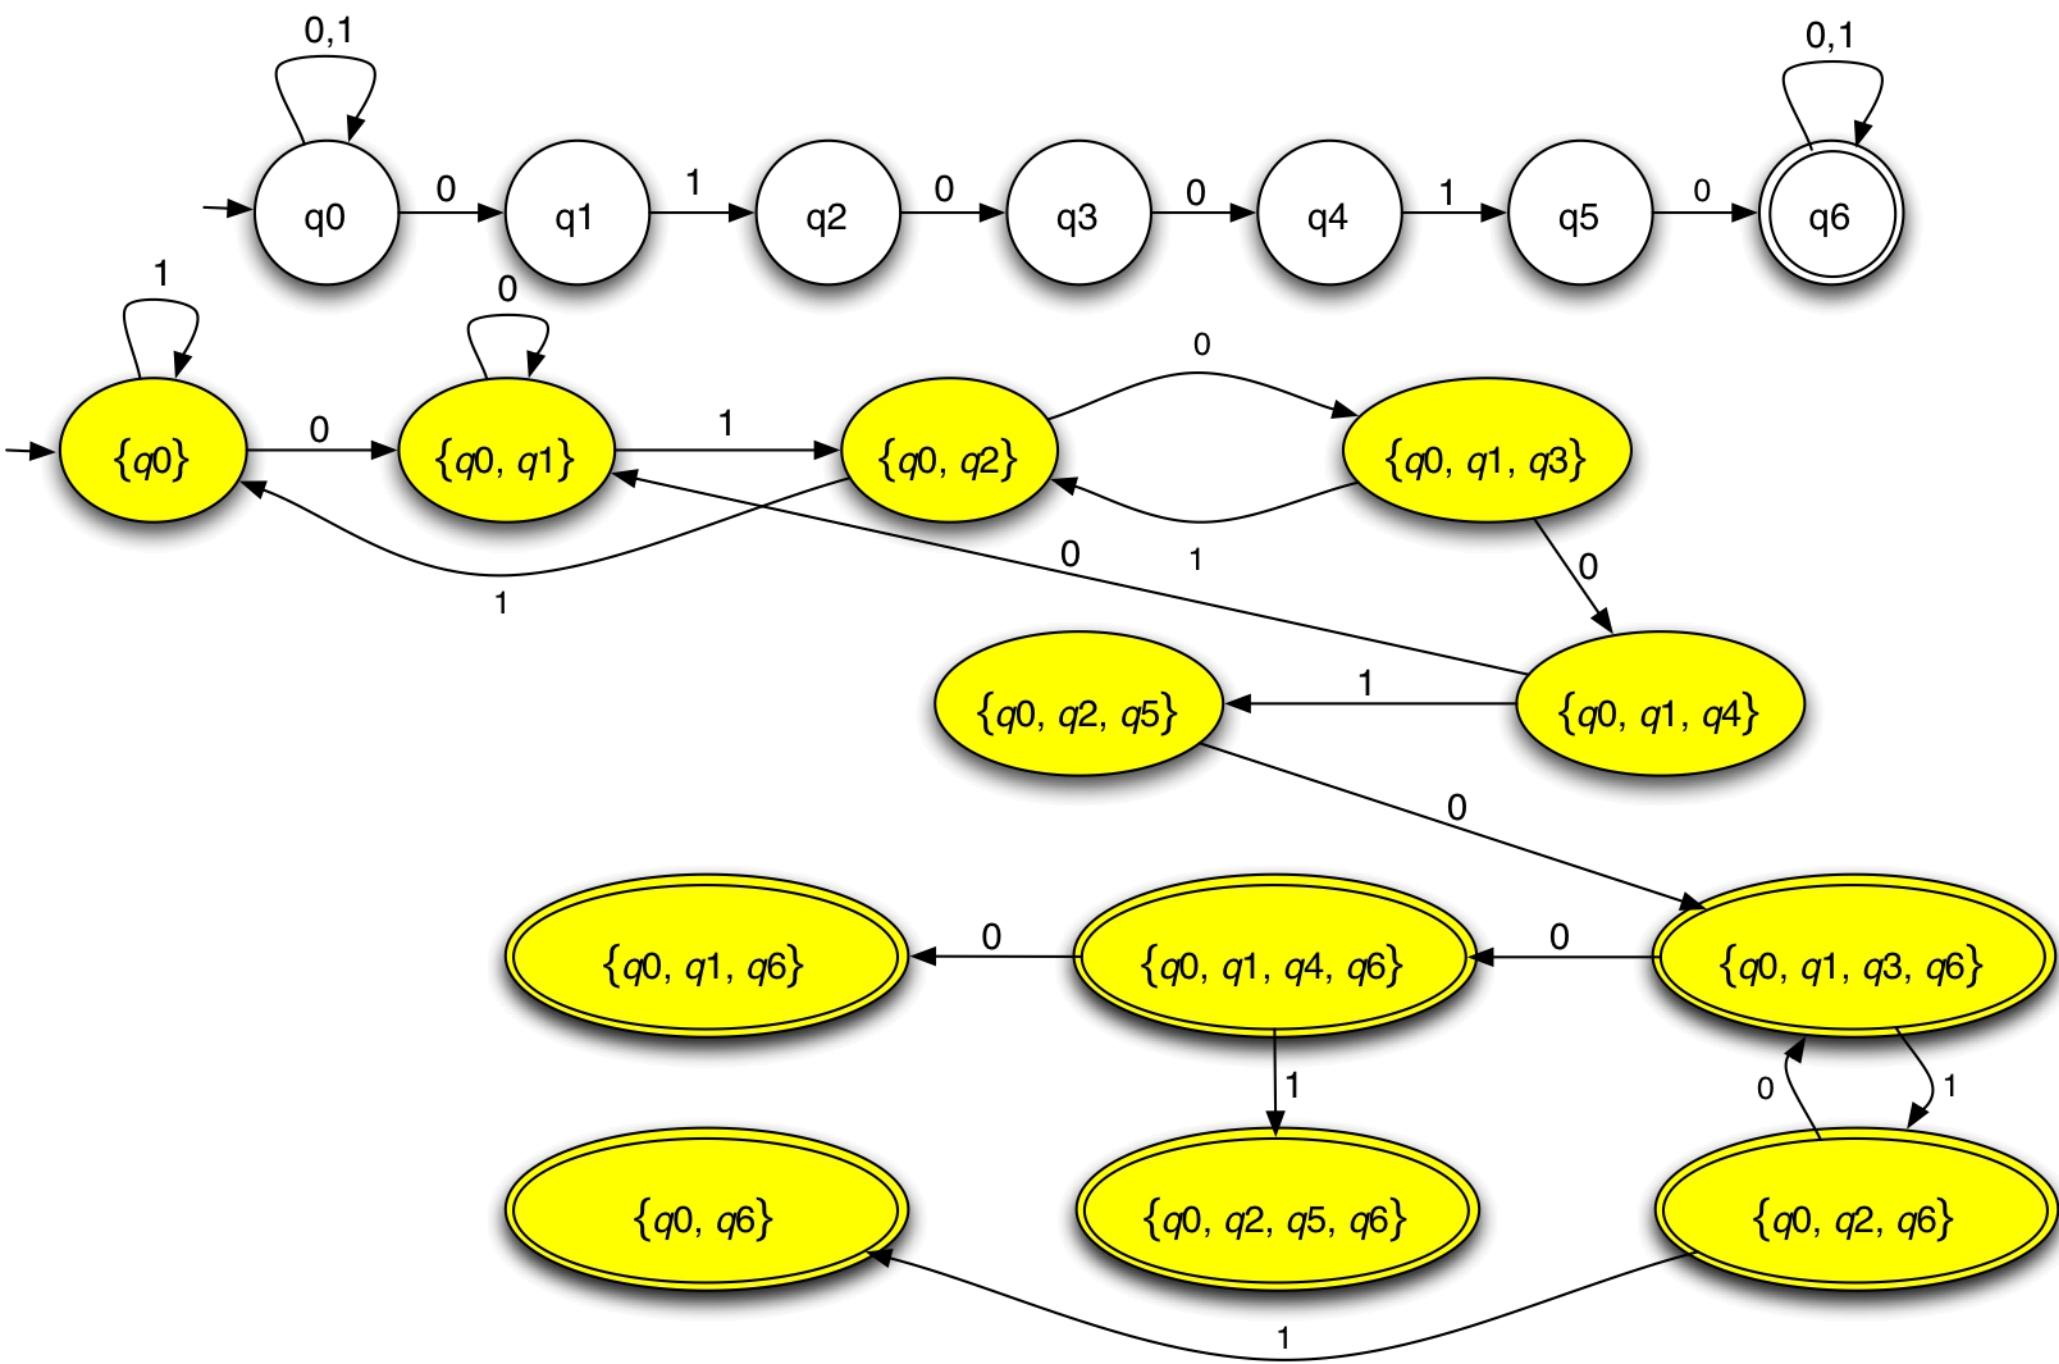 0,1
0,1
q0
0
q1
1
q2
0
q3
0
q4
1
q5
0
q6
1
0
0
{q0}
0
{q0, q1}
1
{q0, q2}
{q0, q1, q3}
0
1
0
1
{q0, q2, q5}
1
{q0, q1, q4}
0
{q0, q1, q6}
0
{q0, q1, q4, q6}
0
{q0, q1, q3, q6}
1
0
1
{q0, q6}
{q0, q2, q5, q6}
{q0, q2, q6}
1